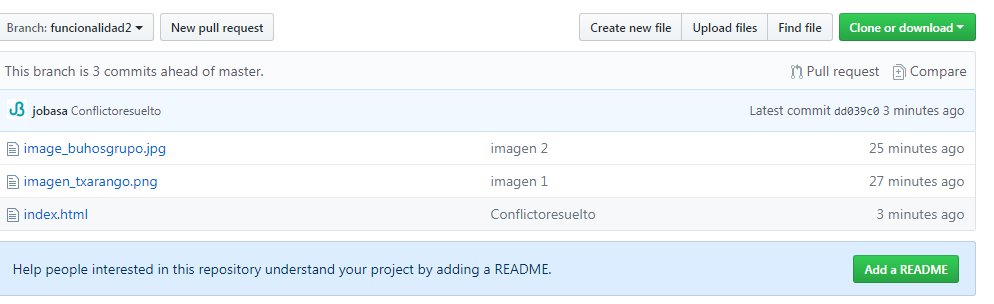 Branch: funcionalidad2 New pull request Create new file Upload files Find file Clone or download
This branch is 3 commits ahead of master. Pull request Compare
jobasa Conflictoresuelto Latest commit dd039c0 3 minutes ago
image_buhosgrupo.jpg imagen 2 25 minutes ago
imagen_txarango.png imagen 1 27 minutes ago
index.html Conflictoresuelto 3 minutes ago
Help people interested in this repository understand your project by adding a README. Add a README